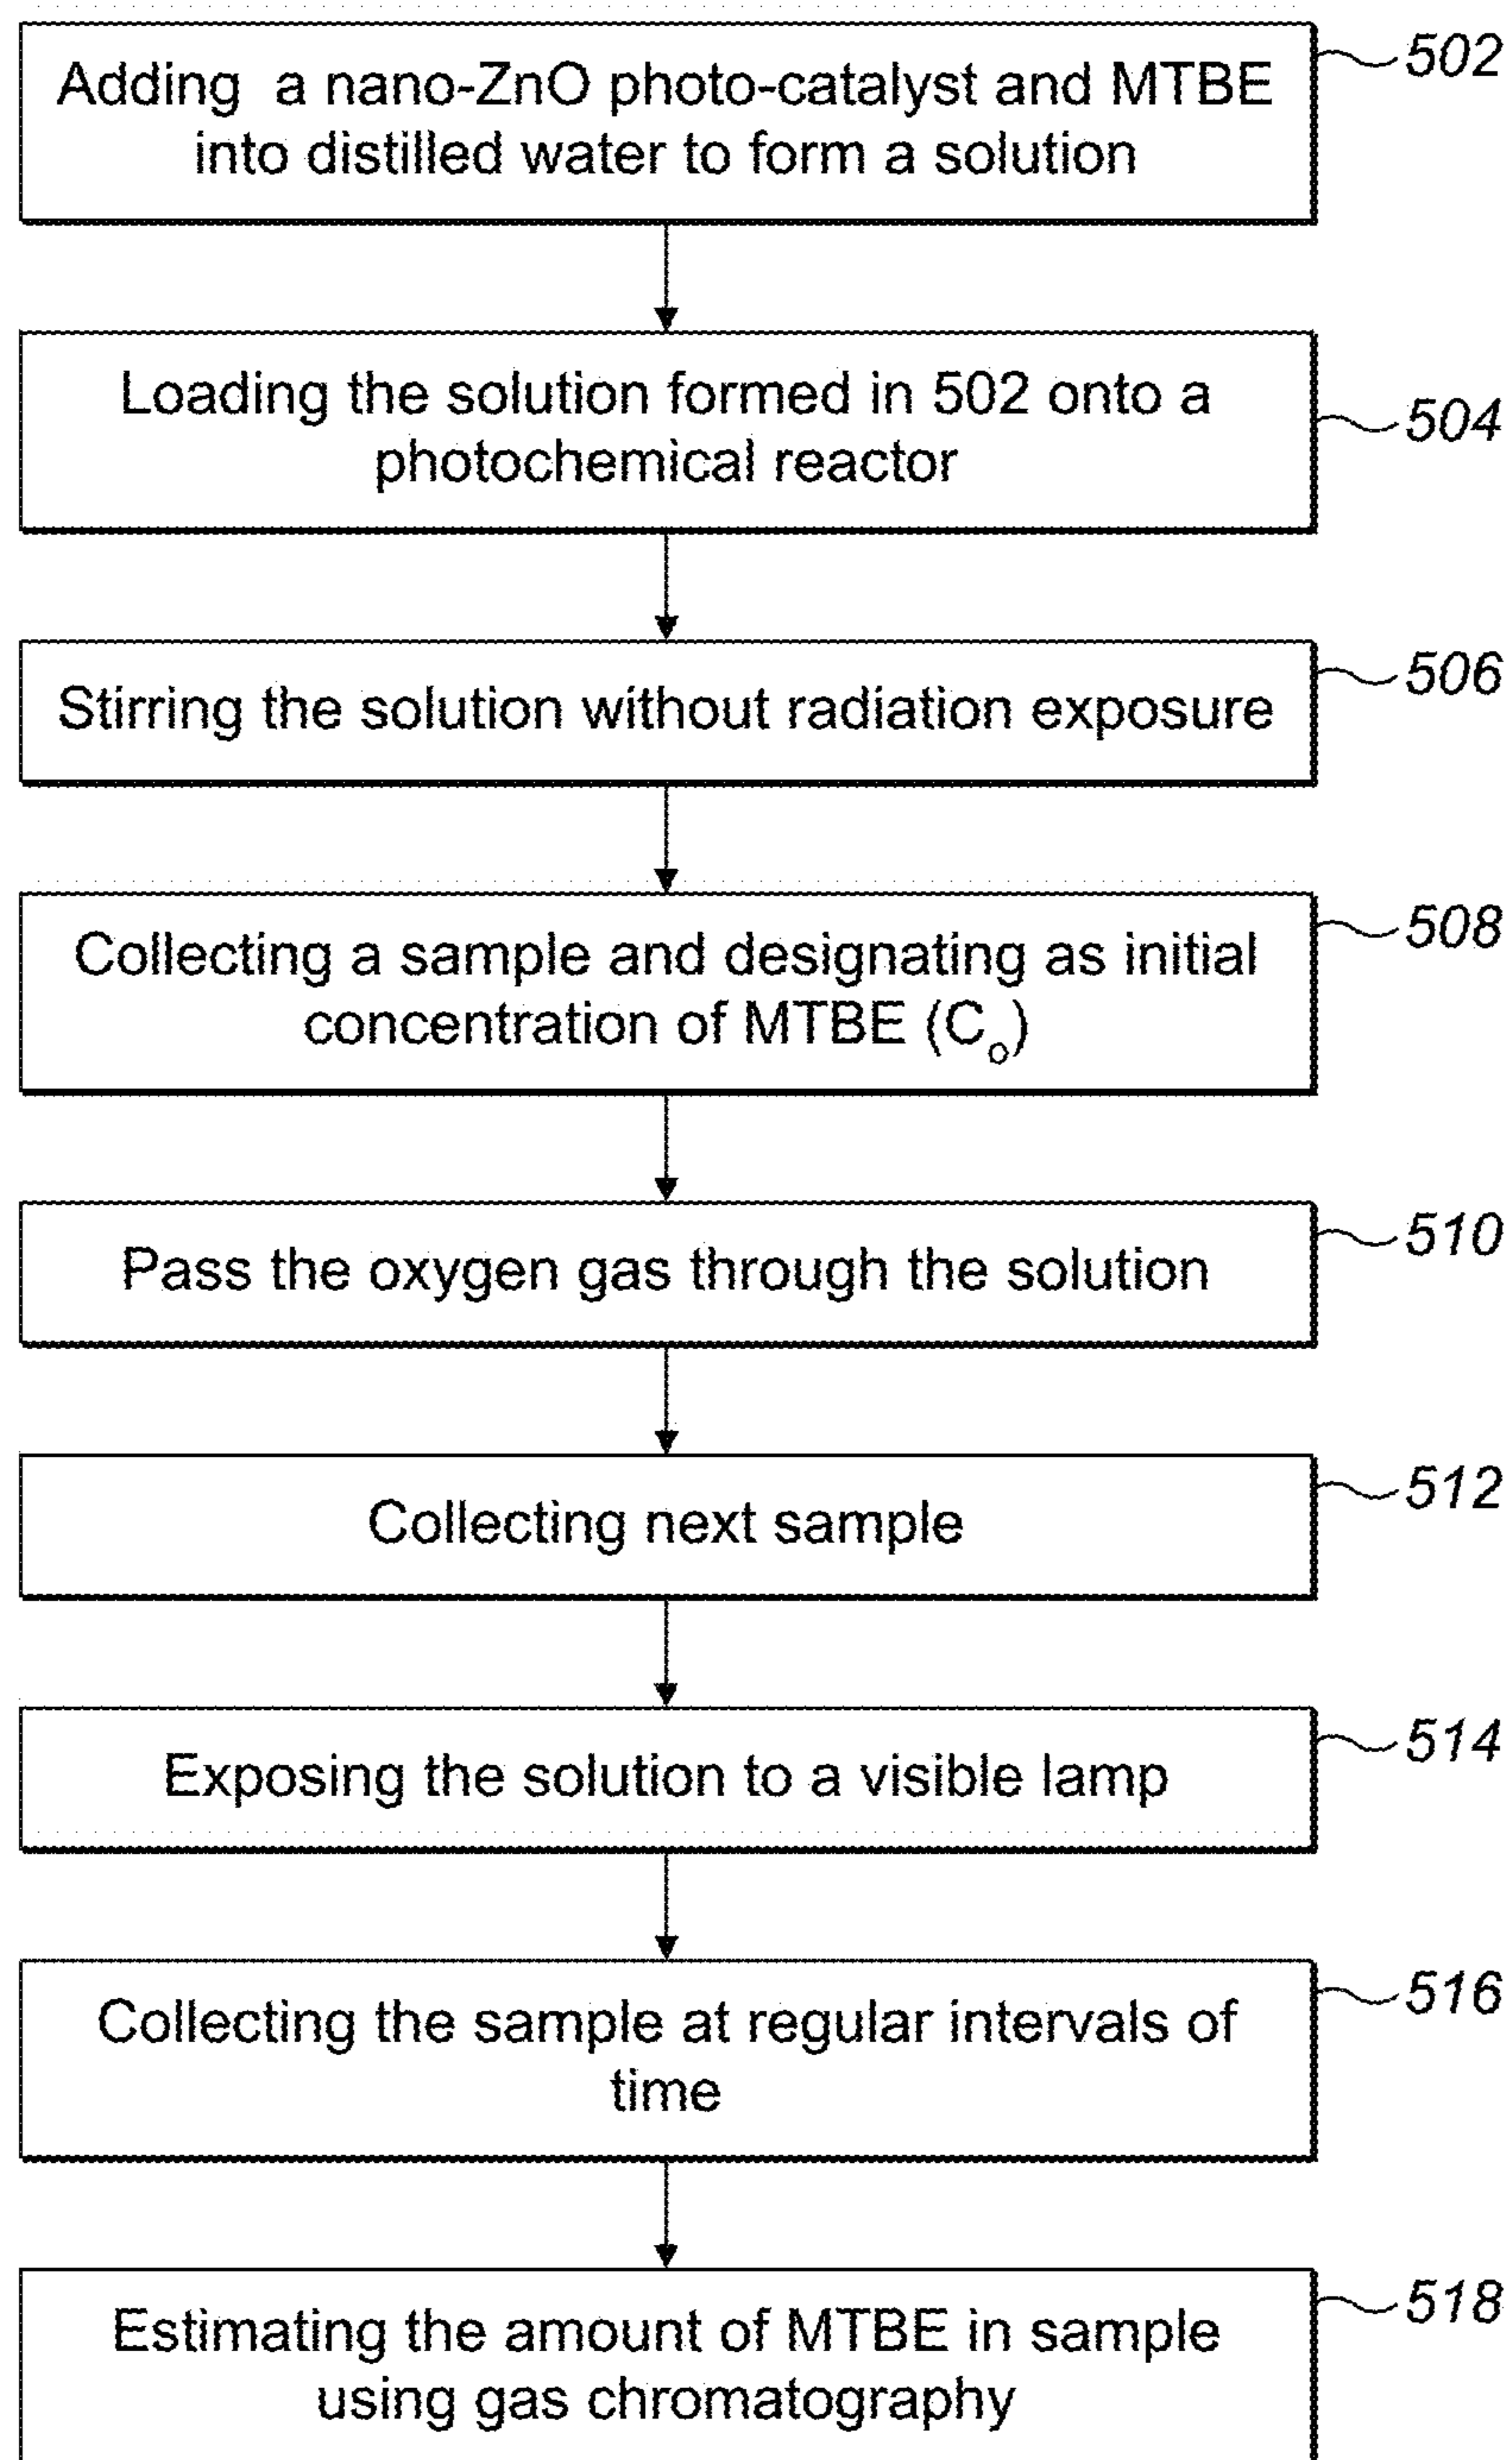 Adding a nano-ZnO photo-catalyst and MTBE
into distilled water to form a solution
502
Loading the solution formed in 502 onto a
photochemical reactor
504
Stirring the solution without radiation exposure
506
Collecting a sample and designating as initial
concentration of MTBE (Co)
508
Pass the oxygen gas through the solution
510
Collecting next sample
512
Exposing the solution to a visible lamp
514
Collecting the sample at regular intervals of
time
516
Estimating the amount of MTBE in sample
using gas chromatography
518